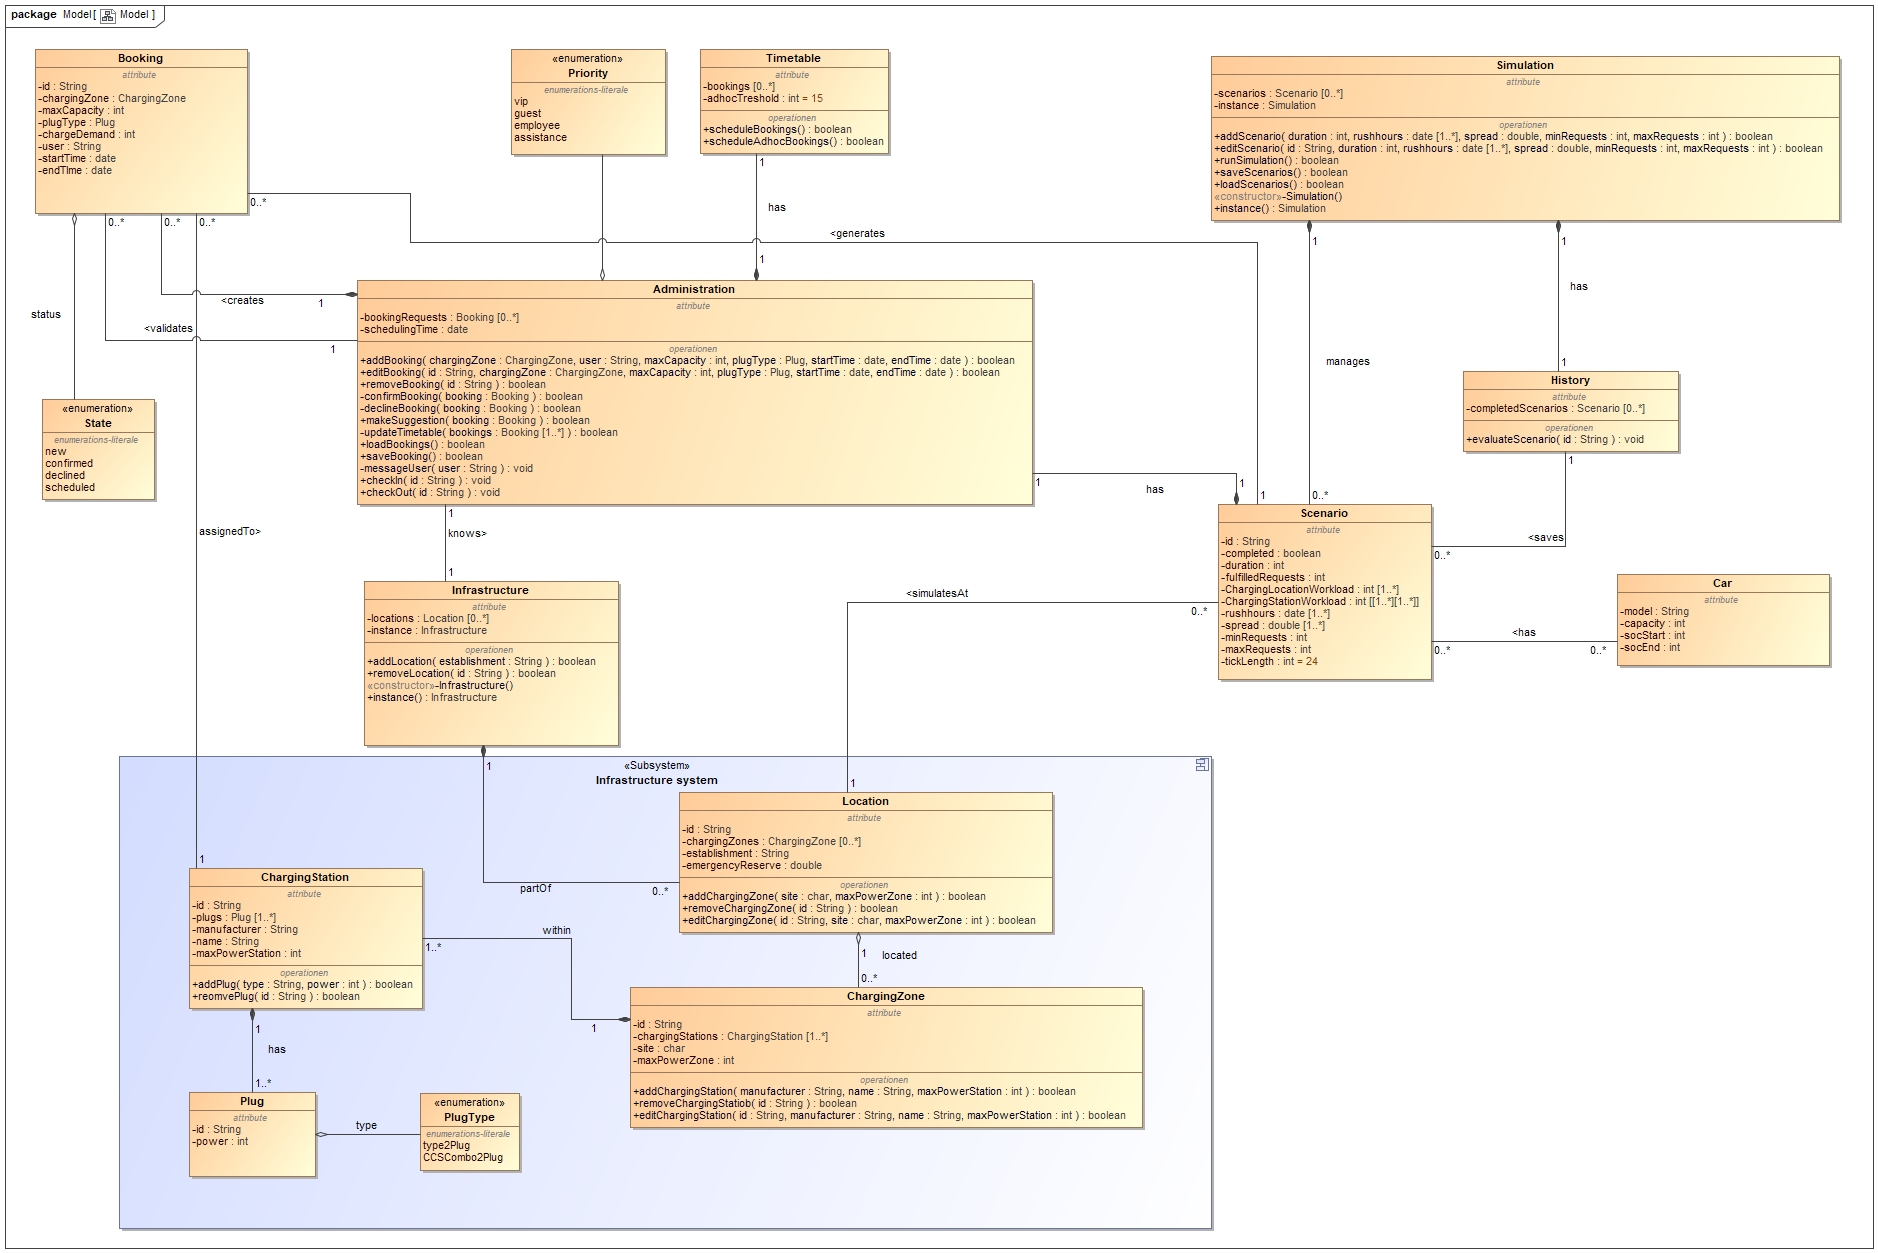 package Model[ Model ]
Booking
attribute
-id : String
-chargingZone : ChargingZone
-maxCapacity : int
-plugType : Plug
-chargeDemand : int
-user : String
-startTime : date
-endTIme : date
«enumeration»
Priority
enumerations-literale
vip
guest
employee
assistance
Timetable
attribute
-bookings [0..*]
-adhocTreshold : int = 15
operationen
+scheduleBookings() : boolean
+scheduleAdhocBookings() : boolean
Simulation
attribute
-scenarios : Scenario [0..*]
-instance : Simulation
operationen
+addScenario( duration : int, rushhours : date [1..*], spread : double, minRequests : int, maxRequests : int ) : boolean
+editScenario( id : String, duration : int, rushhours : date [1..*], spread : double, minRequests : int, maxRequests : int ) : boolean
+runSimulation() : boolean
+saveScenarios() : boolean
+loadScenarios() : boolean
«constructor»-Simulation()
+instance() : Simulation
0..*
0..*
0..*
0..*
1
has
1
<generates
1
manages
0..*
1
has
1
<creates
1
<validates
1
status
Administration
attribute
-bookingRequests : Booking [0..*]
-schedulingTime : date
operationen
+addBooking( chargingZone : ChargingZone, user : String, maxCapacity : int, plugType : Plug, startTime : date, endTime : date ) : boolean
+editBooking( id : String, chargingZone : ChargingZone, maxCapacity : int, plugType : Plug, startTime : date, endTime : date ) : boolean
+removeBooking( id : String ) : boolean
-confirmBooking( booking : Booking ) : boolean
-declineBooking( booking : Booking ) : boolean
+makeSuggestion( booking : Booking ) : boolean
-updateTimetable( bookings : Booking [1..*] ) : boolean
+loadBookings() : boolean
+saveBooking() : boolean
-messageUser( user : String ) : void
+checkIn( id : String ) : void
+checkOut( id : String ) : void
History
attribute
-completedScenarios : Scenario [0..*]
operationen
+evaluateScenario( id : String ) : void
«enumeration»
State
enumerations-literale
new
confirmed
declined
scheduled
1
has
1
1
1
<saves
0..*
1
knows>
1
assignedTo>
1
Scenario
attribute
-id : String
-completed : boolean
-duration : int
-fulfilledRequests : int
-ChargingLocationWorkload : int [1..*]
-ChargingStationWorkload : int [[1..*][1..*]]
-rushhours : date [1..*]
-spread : double [1..*]
-minRequests : int
-maxRequests : int
-tickLength : int = 24
Car
attribute
-model : String
-capacity : int
-socStart : int
-socEnd : int
<has
0..*
0..*
<simulatesAt
0..*
1
Infrastructure
attribute
-locations : Location [0..*]
-instance : Infrastructure
operationen
+addLocation( establishment : String ) : boolean
+removeLocation( id : String ) : boolean
«constructor»-Infrastructure()
+instance() : Infrastructure
«Subsystem»
Infrastructure system
1
partOf
0..*
Location
attribute
-id : String
-chargingZones : ChargingZone [0..*]
-establishment : String
-emergencyReserve : double
operationen
+addChargingZone( site : char, maxPowerZone : int ) : boolean
+removeChargingZone( id : String ) : boolean
+editChargingZone( id : String, site : char, maxPowerZone : int ) : boolean
ChargingStation
attribute
-id : String
-plugs : Plug [1..*]
-manufacturer : String
-name : String
-maxPowerStation : int
operationen
+addPlug( type : String, power : int ) : boolean
+reomvePlug( id : String ) : boolean
within
1..*
1
1
located
0..*
ChargingZone
attribute
-id : String
-chargingStations : ChargingStation [1..*]
-site : char
-maxPowerZone : int
operationen
+addChargingStation( manufacturer : String, name : String, maxPowerStation : int ) : boolean
+removeChargingStatiob( id : String ) : boolean
+editChargingStation( id : String, manufacturer : String, name : String, maxPowerStation : int ) : boolean
1
has
1..*
Plug
attribute
-id : String
-power : int
type
«enumeration»
PlugType
enumerations-literale
type2Plug
CCSCombo2Plug